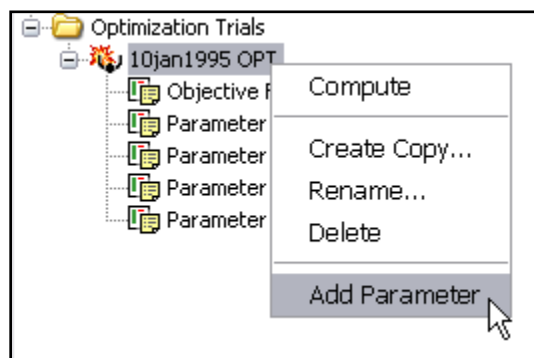 Optimization Trials
10jan1995 OPT
Objective F
Parameter
Parameter
Parameter
Parameter
Compute
Create Copy...
Rename...
Delete
Add Parameter